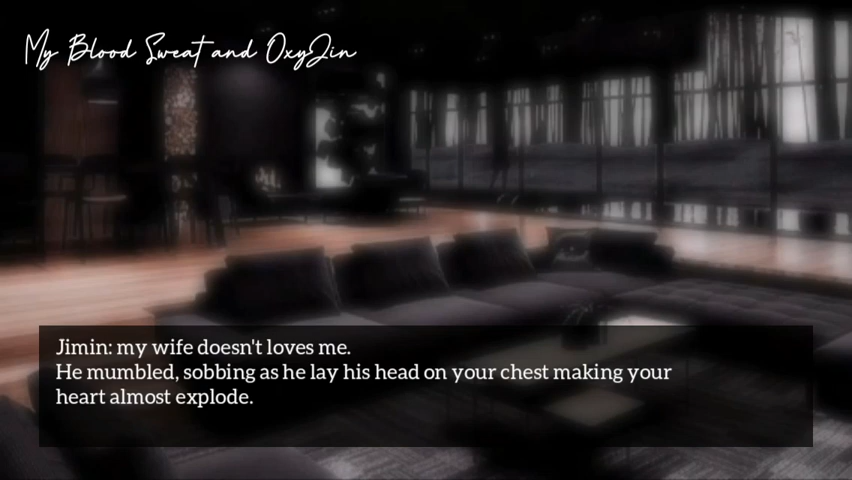 My Blood Sweat and OxyJin
Jimin: my wife doesn't loves me.
He mumbled, sobbing as he lay his head on your chest making your
heart almost explode.